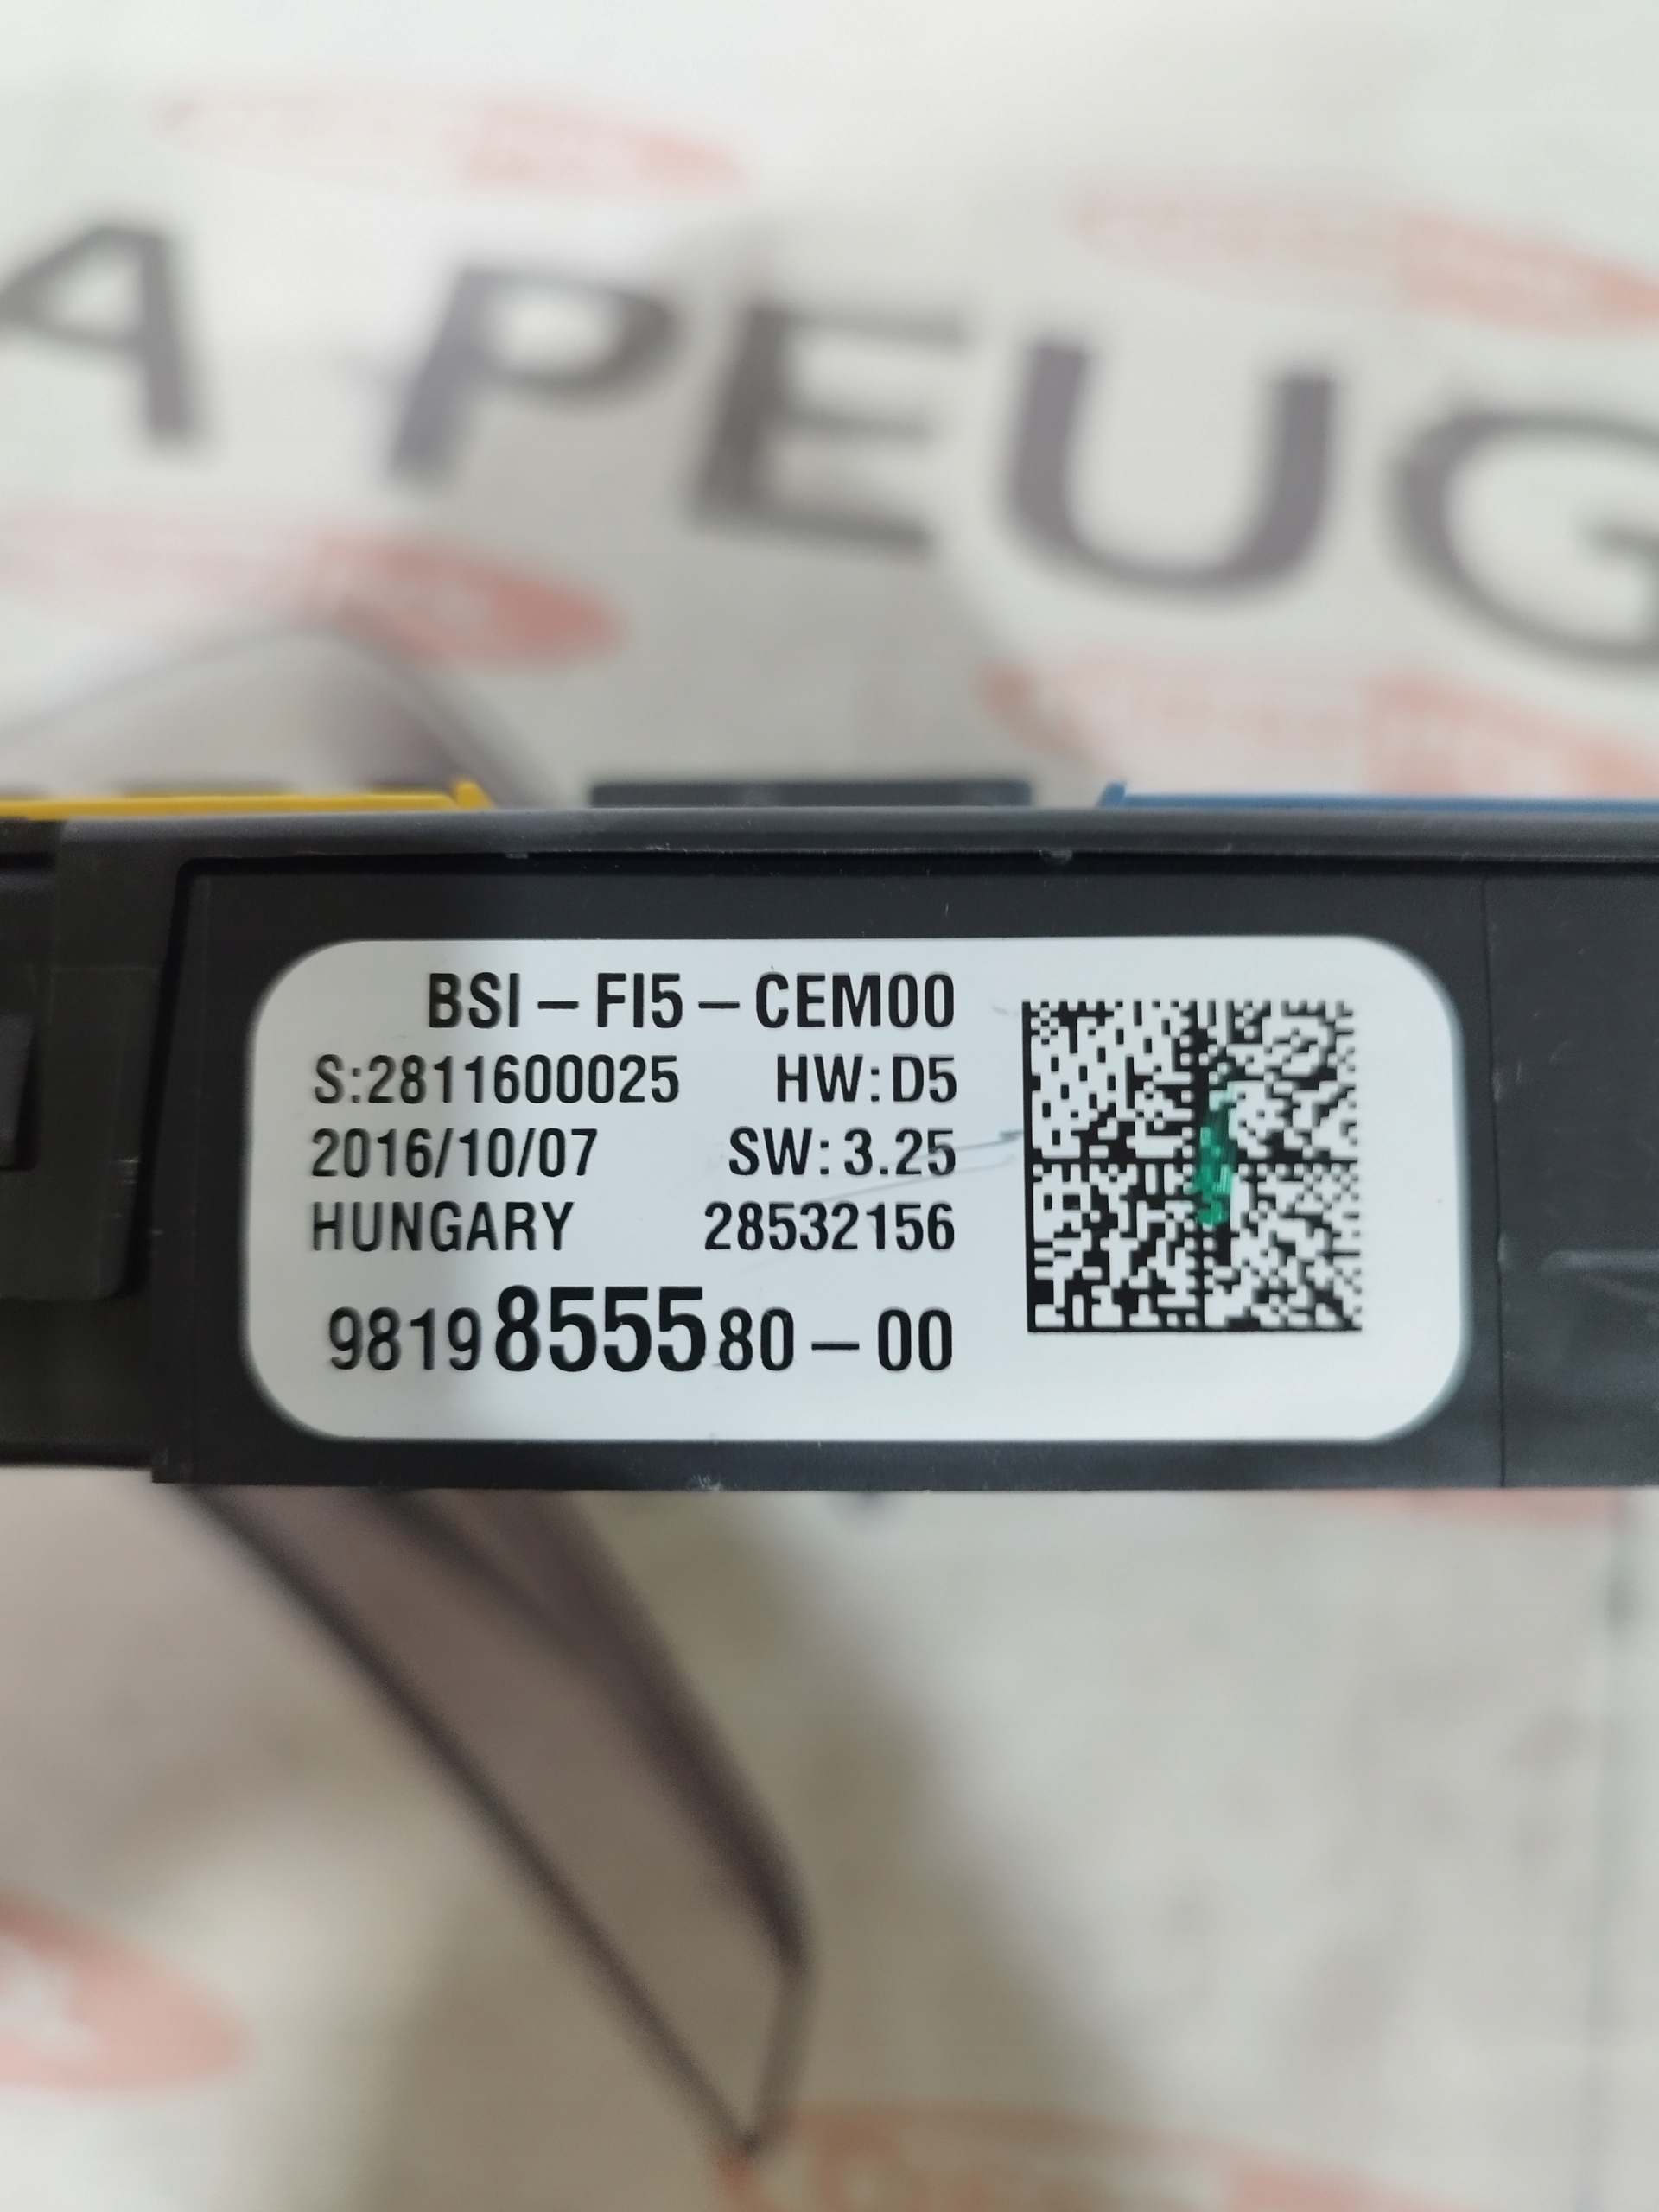 A PEUG
BSI – FI5 – CEM00
S:2811600025 HW:D5
2016/10/07 SW:3.25
HUNGARY 28532156
9819855580 – 00